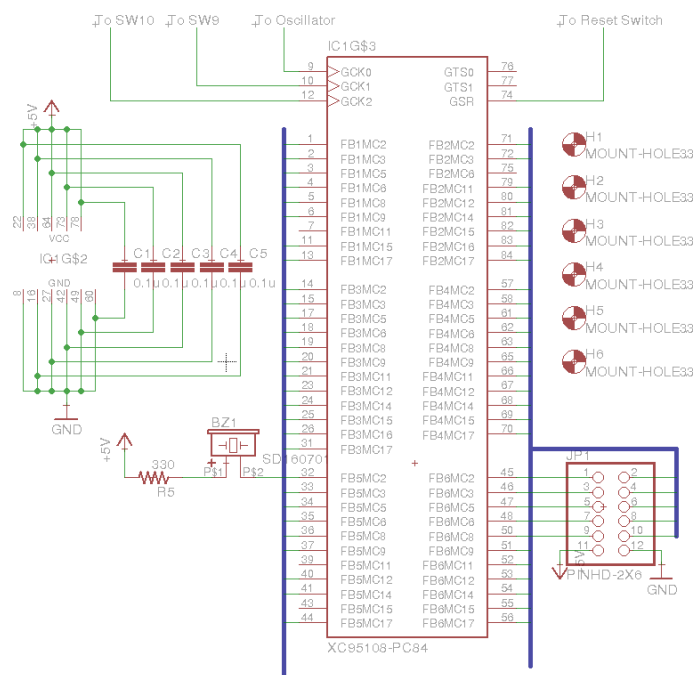 To SW10 To SW9 To Oscillator To Reset Switch
IC1G$3
9 GCK0 GTS0 76
10 GCK1 GTS1 77
12 GCK2 GSR 74
+5V
1 FB1MC2 FB2MC2 71
2 FB1MC3 FB2MC3 72
3 FB1MC5 FB2MC6 75
4 FB1MC6 FB2MC11 79
5 FB1MC8 FB2MC12 80
6 FB1MC9 FB2MC14 81
7 FB1MC11 FB2MC15 82
11 FB1MC15 FB2MC16 83
13 FB1MC17 FB2MC17 84
H1
MOUNT-HOLE33
H2
MOUNT-HOLE33
H3
MOUNT-HOLE33
H4
MOUNT-HOLE33
H5
MOUNT-HOLE33
H6
MOUNT-HOLE33
22 38 64 73 78
VCC
IC1G$2
GND
8 16 27 42 49 60
C1 C2 C3 C4 C5
0.1u 0.1u 0.1u 0.1u 0.1u
GND
14 FB3MC2 FB4MC2 57
15 FB3MC3 FB4MC3 58
17 FB3MC5 FB4MC5 61
18 FB3MC6 FB4MC6 62
19 FB3MC8 FB4MC8 63
20 FB3MC9 FB4MC9 65
21 FB3MC11 FB4MC11 66
23 FB3MC12 FB4MC12 67
24 FB3MC14 FB4MC14 68
25 FB3MC15 FB4MC15 69
26 FB3MC16 FB4MC17 70
31 FB3MC17
+5V
330
R5
BZ1
P$1 P$2
SD160701
32 FB5MC2 FB6MC2 45
33 FB5MC3 FB6MC3 46
34 FB5MC5 FB6MC5 47
35 FB5MC6 FB6MC6 48
36 FB5MC8 FB6MC8 50
37 FB5MC9 FB6MC9 51
39 FB5MC11 FB6MC11 52
40 FB5MC12 FB6MC12 53
41 FB5MC14 FB6MC14 54
43 FB5MC15 FB6MC15 55
44 FB5MC17 FB6MC17 56
XC95108-PC84
JP1
1 2
3 4
5 6
7 8
9 10
11 12
+5V
PINHD-2X6
GND